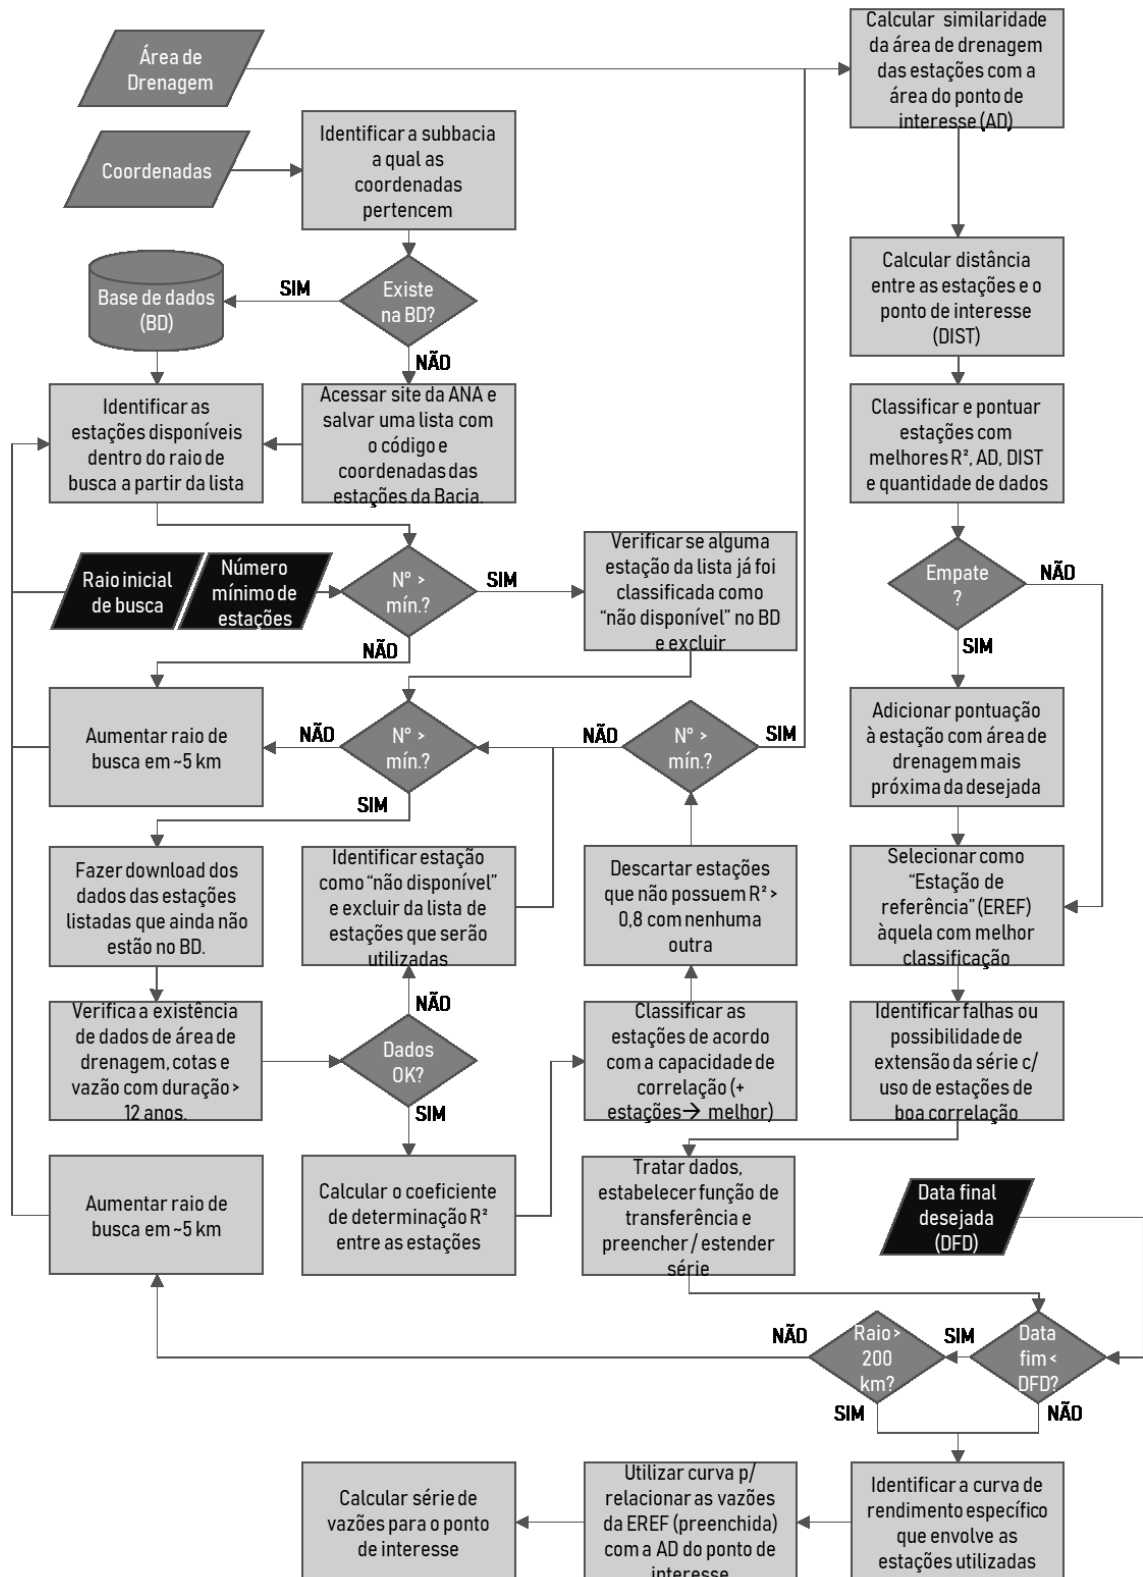 Área de
Drenagem
Calcular similaridade
da área de drenagem
das estações com a
área do ponto de
interesse (AD)
Coordenadas
Identificar a subbacia
a qual as
coordenadas
pertencem
Calcular distância
entre as estações e o
ponto de interesse
(DIST)
Base de dados
(BD)
SIM
Existe
na BD?
NÃO
Identificar as
estações disponíveis
dentro do raio de
busca a partir da lista
Acessar site da ANA e
salvar uma lista com
o código e
coordenadas das
estações da Bacia.
Classificar e pontuar
estações com
melhores R², AD, DIST
e quantidade de dados
Raio inicial
de busca
Número
mínimo de
estações
N° >
mín.?
SIM
NÃO
Verificar se alguma
estação da lista já foi
classificada como
“não disponível” no BD
e excluir
Empate
?
NÃO
SIM
Aumentar raio de
busca em ~5 km
NÃO
N° >
mín.?
SIM
NÃO
N° >
mín.?
SIM
Adicionar pontuação
à estação com área de
drenagem mais
próxima da desejada
Fazer download dos
dados das estações
listadas que ainda não
estão no BD.
Identificar estação
como “não disponível”
e excluir da lista de
estações que serão
utilizadas
Descartar estações
que não possuem R² >
0,8 com nenhuma
outra
Selecionar como
“Estação de
referência” (EREF)
àquela com melhor
classificação
Verifica a existência
de dados de área de
drenagem, cotas e
vazão com duração >
12 anos.
NÃO
Dados
OK?
SIM
Classificar as
estações de acordo
com a capacidade de
correlação (+
estações→ melhor)
Identificar falhas ou
possibilidade de
extensão da série c/
uso de estações de
boa correlação
Aumentar raio de
busca em ~5 km
Calcular o coeficiente
de determinação R²
entre as estações
Tratar dados,
estabelecer função de
transferência e
preencher / estender
série
Data final
desejada
(DFD)
NÃO
Raio >
200
km?
SIM
SIM
Data
fim <
DFD?
NÃO
Calcular série de
vazões para o ponto
de interesse
Utilizar curva p/
relacionar as vazões
da EREF (preenchida)
com a AD do ponto de
interesse
Identificar a curva de
rendimento específico
que envolve as
estações utilizadas